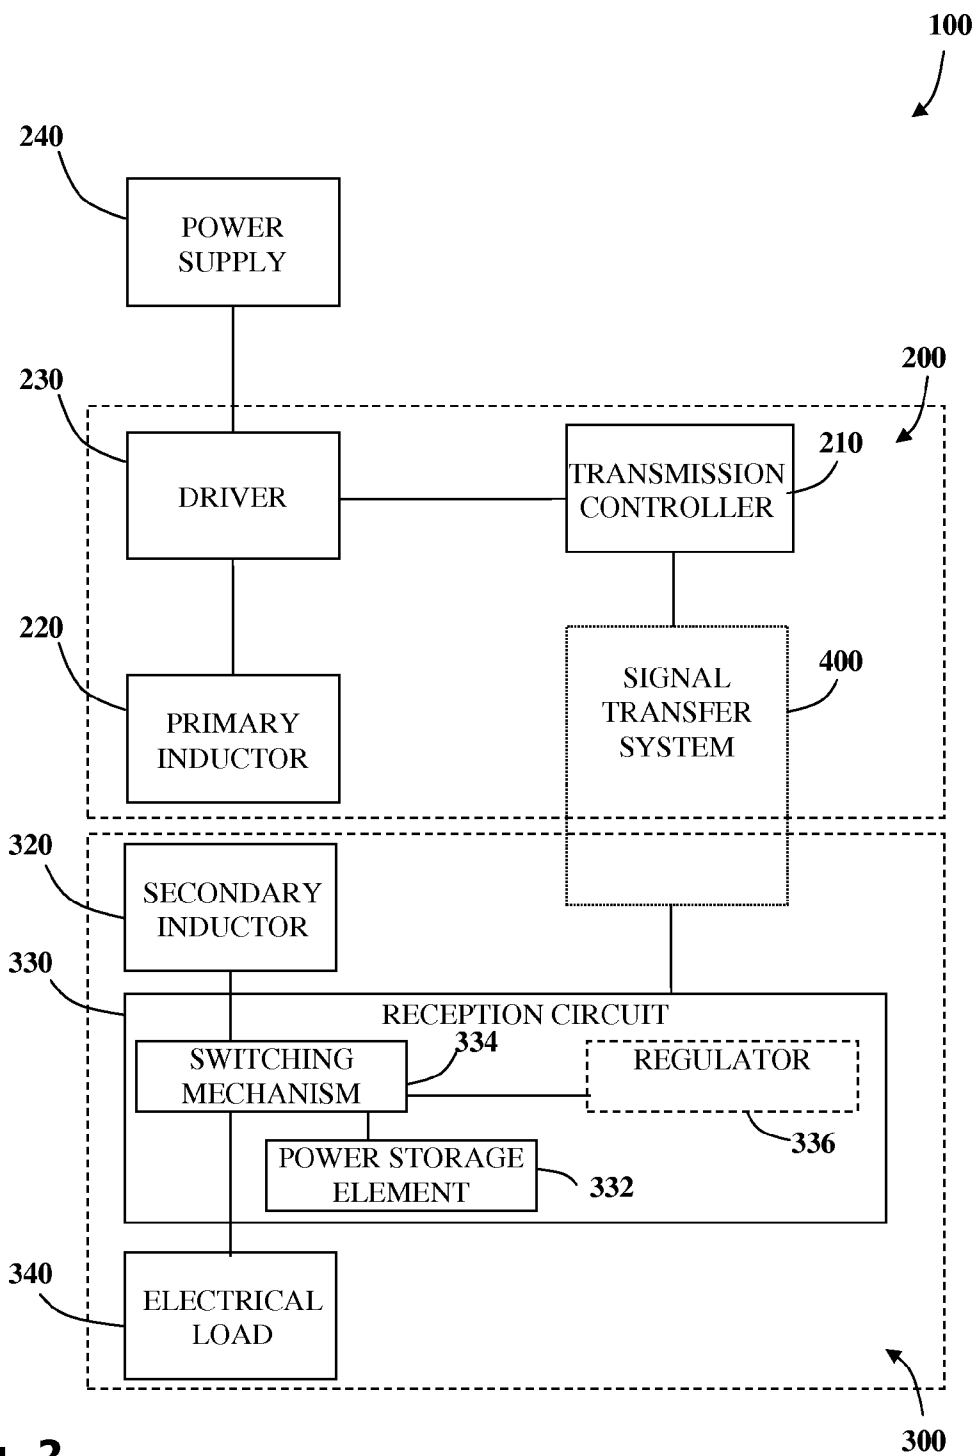 100
240
POWER
SUPPLY
200
230
DRIVER
210
TRANSMISSION
CONTROLLER
220
PRIMARY
INDUCTOR
400
SIGNAL
TRANSFER
SYSTEM
320
SECONDARY
INDUCTOR
330
RECEPTION CIRCUIT
334
SWITCHING
MECHANISM
REGULATOR
336
POWER STORAGE
ELEMENT
332
340
ELECTRICAL
LOAD
300
2